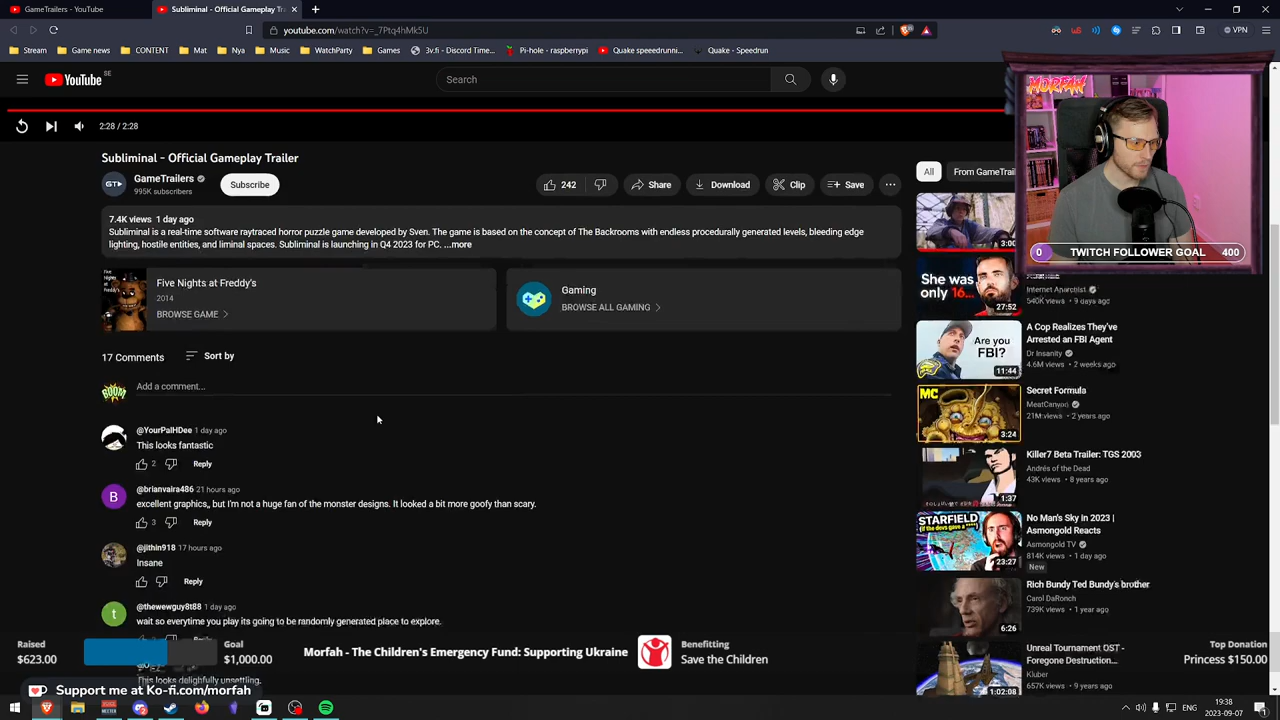 GameTrailers - YouTube
Subliminal - Official Gameplay Tra
youtube.com/watch?v=_7Ptq4hMk5U
VPN
Stream
Game news
CONTENT
Mat
Nya
Music
WatchParty
Games
3v.fi - Discord Time...
Pi-hole - raspberrypi
Quake speedrunni...
Quake - Speedrun
YouTube SE
Search
MORFAH
2:28 / 2:28
Subliminal - Official Gameplay Trailer
GameTrailers
995K subscribers
Subscribe
242
Share
Download
Clip
Save
All
From GameTrail
7.4K views 1 day ago
Subliminal is a real-time software raytraced horror puzzle game developed by Sven. The game is based on the concept of The Backrooms with endless procedurally generated levels, bleeding edge
lighting, hostile entities, and liminal spaces. Subliminal is launching in Q4 2023 for PC. ...more
Five Nights at Freddy's
2014
BROWSE GAME
Gaming
BROWSE ALL GAMING
17 Comments
Sort by
Add a comment...
BOOM
@YourPalHDee 1 day ago
This looks fantastic
2
Reply
@brianvaira486 21 hours ago
excellent graphics,, but I'm not a huge fan of the monster designs. It looked a bit more goofy than scary.
3
Reply
@jithin918 17 hours ago
Insane
Reply
@thewewguy8t88 1 day ago
wait so everytime you play its going to be randomly generated place to explore.
This looks delightfully unsettling.
3:00
0 TWITCH FOLLOWER GOAL 400
She was
only 16...
27:52
Internet Anarchist
540K views • 9 days ago
Are you
FBI?
11:44
A Cop Realizes They've
Arrested an FBI Agent
Dr Insanity
4.6M views • 2 weeks ago
MC
3:24
Secret Formula
MeatCanyon
21M views • 2 years ago
1:37
Killer7 Beta Trailer: TGS 2003
Andrés of the Dead
43K views • 8 years ago
STARFIELD
23:27
No Man's Sky in 2023 |
Asmongold Reacts
Asmongold TV
814K views • 1 day ago
New
6:26
Rich Bundy Ted Bundy's brother
Carol DaRonch
739K views • 1 year ago
1:02:08
Unreal Tournament OST -
Foregone Destruction...
Kluber
657K views • 9 years ago
Raised
$623.00
Goal
$1,000.00
Morfah - The Children's Emergency Fund: Supporting Ukraine
Benefitting
Save the Children
Top Donation
Princess $150.00
Support me at Ko-fi.com/morfah
ENG
19:38
2023-09-07